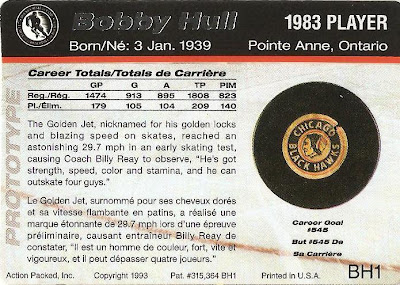 Bobby Hull
1983 PLAYER
Born/Né: 3 Jan. 1939
Pointe Anne, Ontario
Career Totals/Totals de Carrière
GP G A TP PIM
Reg./Rég. 1474 913 895 1808 823
Pl./Élim. 179 105 104 209 140
PROTOTYPE
The Golden Jet, nicknamed for his golden locks
and blazing speed on skates, reached an
astonishing 29.7 mph in an early skating test,
causing Coach Billy Reay to observe, "He's got
strength, speed, color and stamina, and he can
outskate four guys."
Le Golden Jet, surnommé pour ses cheveux dorés
et sa vitesse flambante en patins, a réalisé une
marque étonnante de 29.7 mph lors d'une épreuve
préliminaire, causant entraîneur Billy Reay de
constater, "Il est un homme de couleur, fort, vite et
vigoureux, et il peut dépasser quatre joueurs."
CHICAGO
BLACK HAWKS
Career Goal
#545
But #545 De
Sa Carrière
BH1
Action Packed, Inc. Copyright 1993 Pat. #315,364 BH1 Printed in U.S.A.